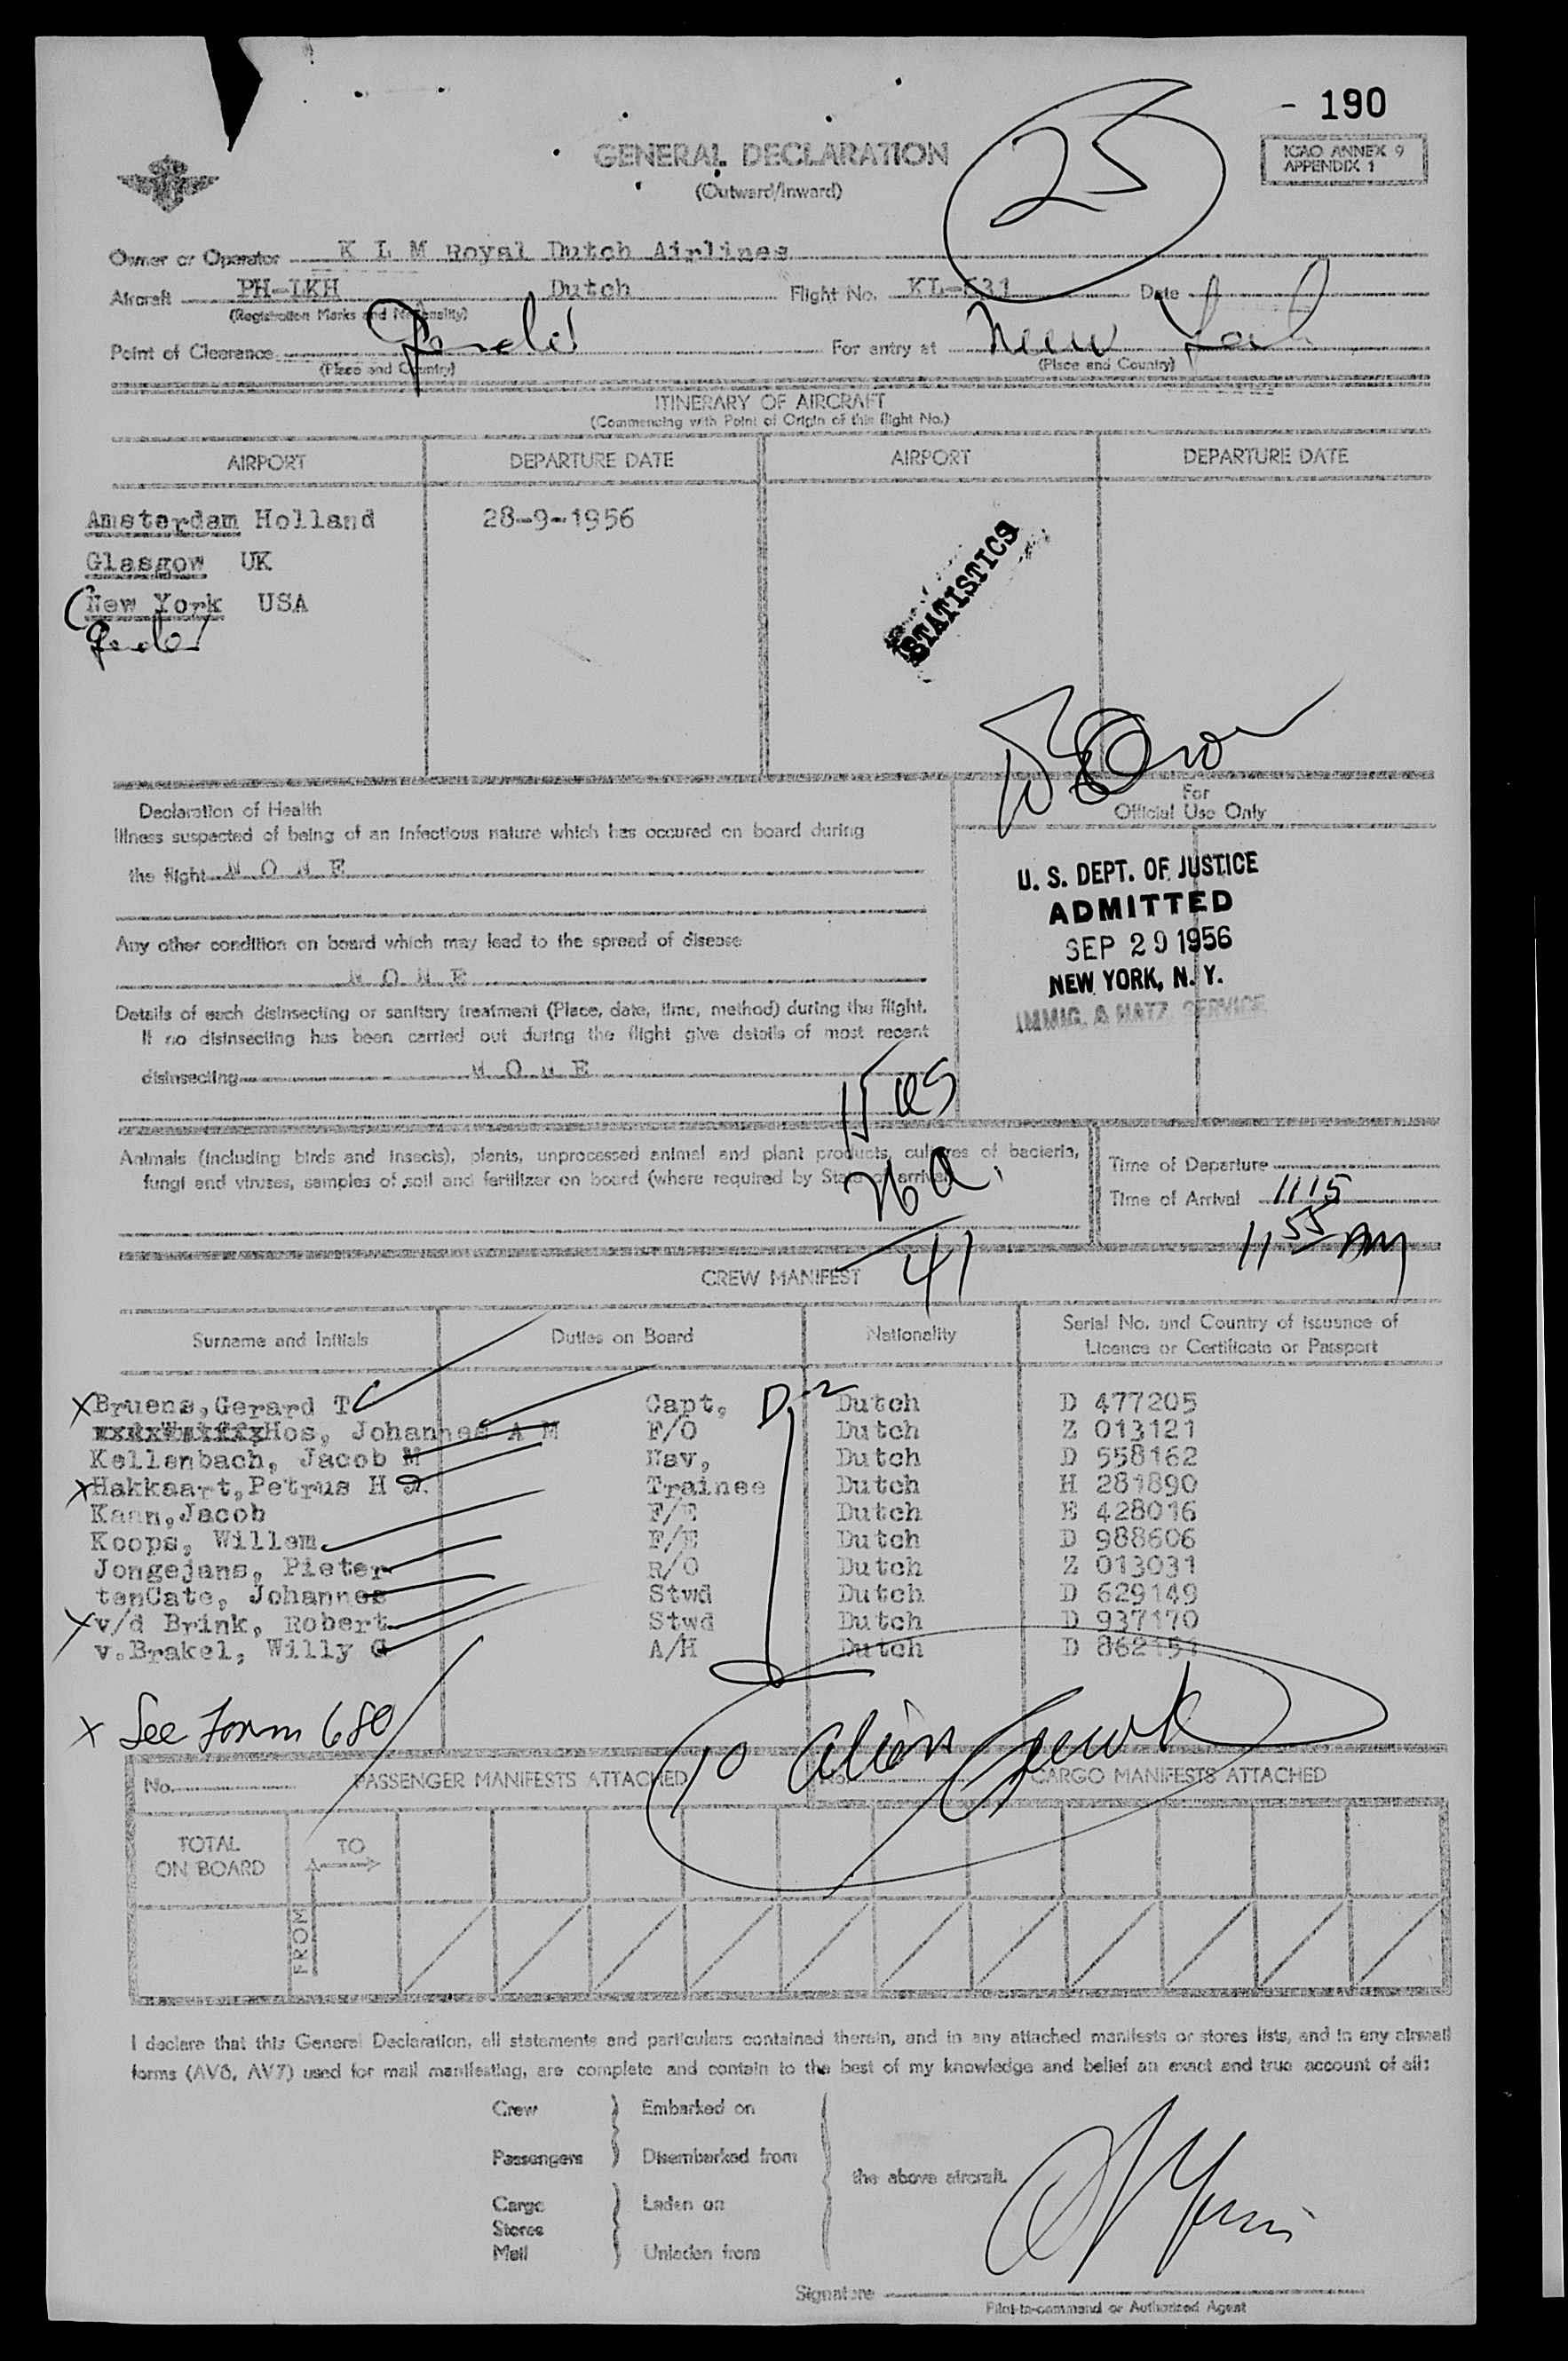 - 190
GENERAL DECLARATION
(Outward/Inward)
25
ICAO ANNEX 9
APPENDIX 1
Owner or Operator K L M Royal Dutch Airlines
Aircraft PH-LKH Dutch Flight No. Date
(Registration Marks and Nationality)
Point of Clearance Gander For entry at New York
(Place and Country) (Place and Country)
ITINERARY OF AIRCRAFT
(Commencing with Point of Origin of this flight No.)
AIRPORT DEPARTURE DATE AIRPORT DEPARTURE DATE
Amsterdam Holland 28-9-1956
Glasgow UK
New York USA
Gander
STATISTICS
For
Official Use Only
Declaration of Health
Illness suspected of being of an infectious nature which has occured on board during
the flight N O N E
Any other condition on board which may lead to the spread of disease
N O N E
Details of each disinsecting or sanitary treatment (Place, date, time, method) during the flight.
If no disinsecting has been carried out during the flight give details of most recent
disinsecting N O N E
U. S. DEPT. OF JUSTICE
ADMITTED
SEP 29 1956
NEW YORK, N. Y.
IMMIG. & NATZ. SERVICE
15 us
26 a.
41
Animals (including birds and insects), plants, unprocessed animal and plant products, cultures of bacteria,
fungi and viruses, samples of soil and fertilizer on board (where required by State of arrival)
Time of Departure
Time of Arrival 1115
11 55 AM
CREW MANIFEST
Surname and Initials Duties on Board Nationality Serial No. and Country of issuance of
Licence or Certificate or Passport
x Bruens, Gerard T Capt, D-2 Dutch D 477205
Hos, Johannes A M F/O Dutch Z 013121
Kellenbach, Jacob M Nav, Dutch D 558162
x Hakkaart, Petrus H Trainee Dutch H 281890
Kaan, Jacob F/E Dutch E 428016
Koops, Willem F/E Dutch D 988606
Jongejans, Pieter R/O Dutch Z 013031
tenCate, Johannes Stwd Dutch D 629149
x v/d Brink, Robert Stwd Dutch D 937170
v.Brakel, Willy G A/H Dutch D 862151
x See Form 680
10 alien crew
No. PASSENGER MANIFESTS ATTACHED No. CARGO MANIFESTS ATTACHED
TOTAL
ON BOARD
TO
FROM
I declare that this General Declaration, all statements and particulars contained therein, and in any attached manifests or stores lists, and in any airmail
forms (AV6, AV7) used for mail manifesting, are complete and contain to the best of my knowledge and belief an exact and true account of all:
Crew Embarked on
Passengers Disembarked from
the above aircraft.
Cargo Laden on
Stores
Mail Unladen from
Signature
Pilot-in-command or Authorized Agent